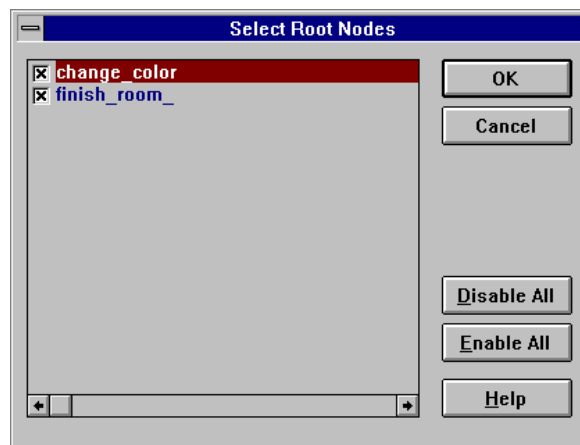 Select Root Nodes
change_color
finish_room_
OK
Cancel
Disable All
Enable All
Help